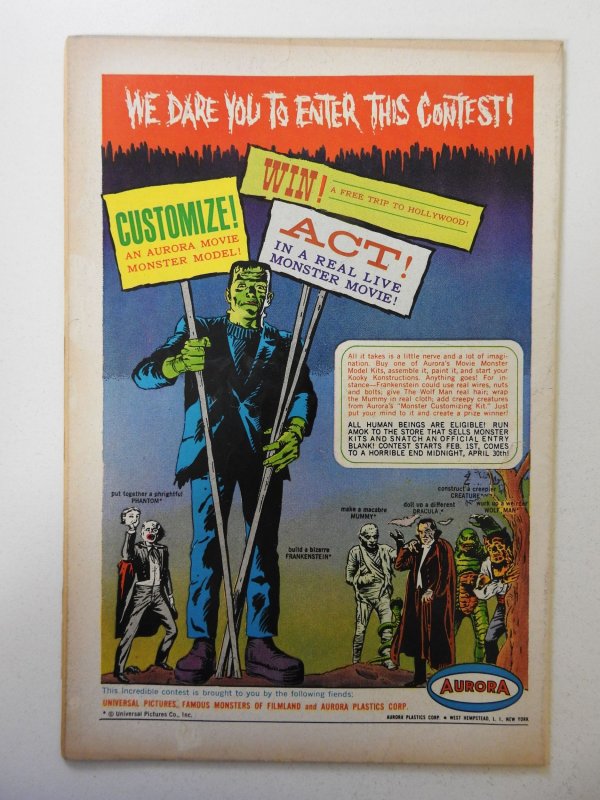 WE DARE YOU TO ENTER THIS CONTEST!
CUSTOMIZE!
AN AURORA MOVIE
MONSTER MODEL!
WIN! A FREE TRIP TO HOLLYWOOD!
ACT!
IN A REAL LIVE
MONSTER MOVIE!
All it takes is a little nerve and a lot of imagi-
nation. Buy one of Aurora's Movie Monster
Model Kits, assemble it, paint it, and start your
Kooky Konstructions. Anything goes! For in-
stance—Frankenstein could use real wires, nuts
and bolts; give The Wolf Man real hair; wrap
the Mummy in real cloth; add creepy creatures
from Aurora's "Monster Customizing Kit." Just
put your mind to it and create a prize winner!
ALL HUMAN BEINGS ARE ELIGIBLE! RUN
AMOK TO THE STORE THAT SELLS MONSTER
KITS AND SNATCH AN OFFICIAL ENTRY
BLANK! CONTEST STARTS FEB. 1ST, COMES
TO A HORRIBLE END MIDNIGHT, APRIL 30th!
put together a phrightful
PHANTOM*
build a bizarre
FRANKENSTEIN*
make a macabre
MUMMY*
doll up a different
DRACULA*
construct a creepier
CREATURE*
work up a weirder
WOLF MAN*
AURORA
This incredible contest is brought to you by the following fiends:
UNIVERSAL PICTURES, FAMOUS MONSTERS OF FILMLAND and AURORA PLASTICS CORP.
* © Universal Pictures Co., Inc.
AURORA PLASTICS CORP. • WEST HEMPSTEAD, L. I., NEW YORK